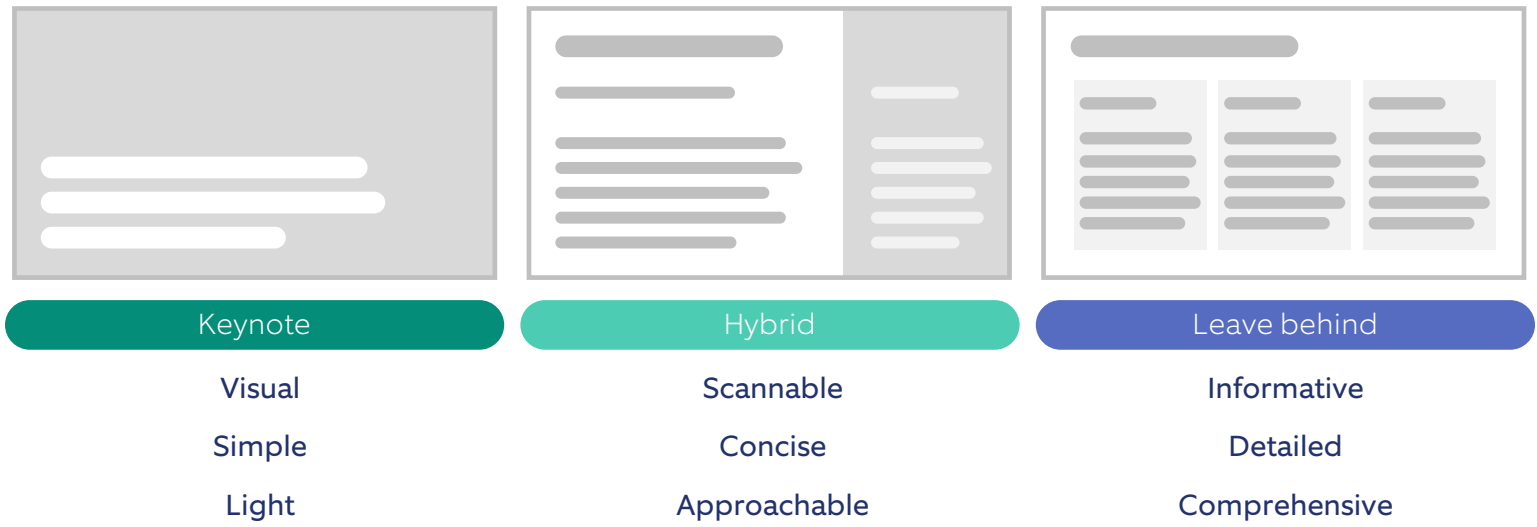 Keynote
Hybrid
Leave behind
Visual
Scannable
Informative
Simple
Concise
Detailed
Light
Approachable
Comprehensive